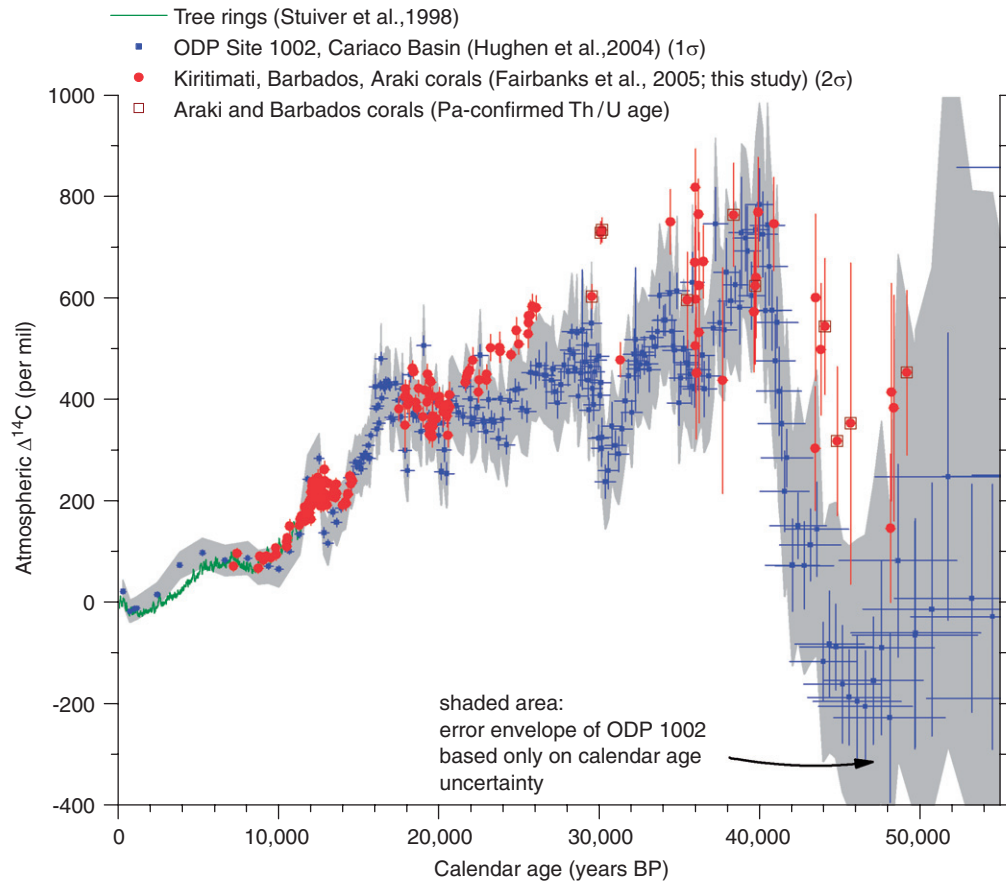 Tree rings (Stuiver et al.,1998)
ODP Site 1002, Cariaco Basin (Hughen et al.,2004) (1σ)
Kiritimati, Barbados, Araki corals (Fairbanks et al., 2005; this study) (2σ)
Araki and Barbados corals (Pa-confirmed Th/U age)
1000
800
600
400
200
0
-200
-400
Atmospheric Δ¹⁴C (per mil)
shaded area:
error envelope of ODP 1002
based only on calendar age
uncertainty
0
10,000
20,000
30,000
40,000
50,000
Calendar age (years BP)